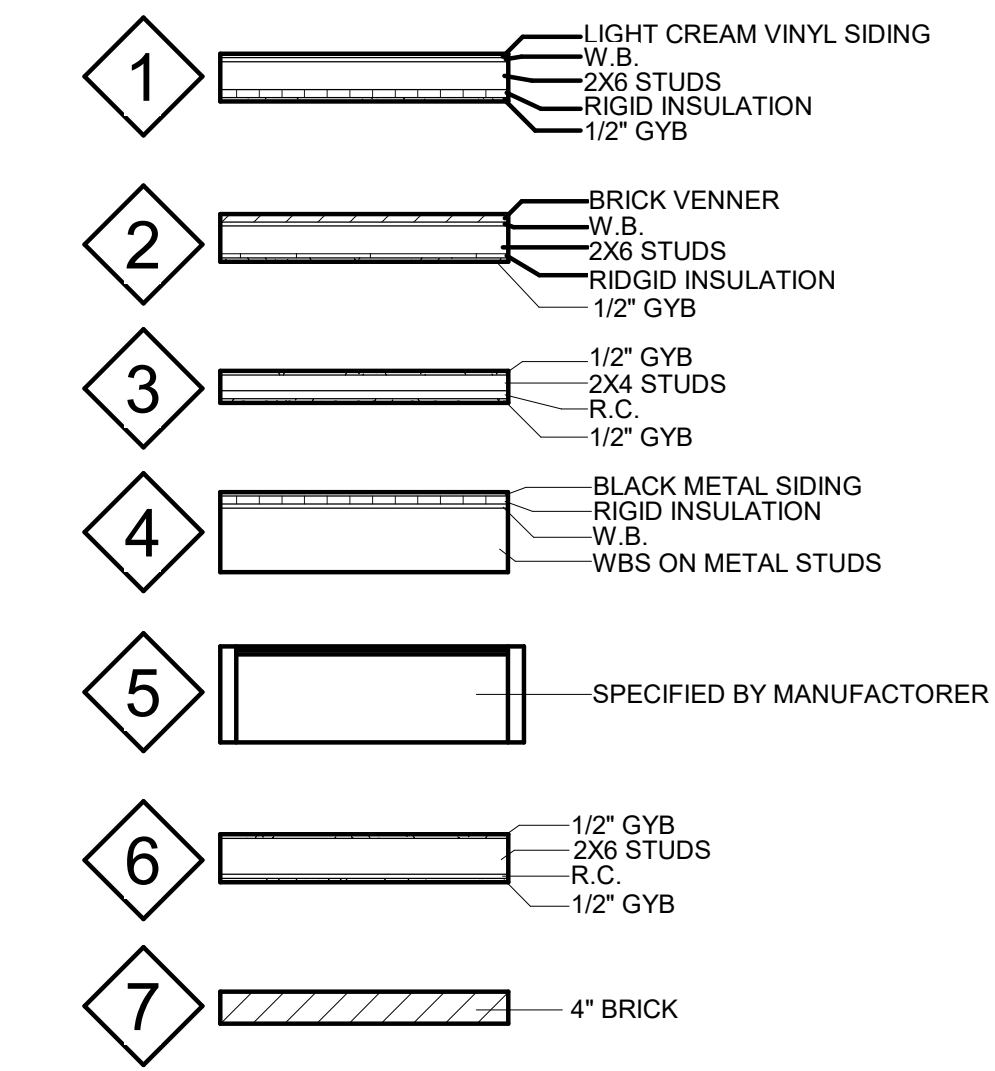 1
LIGHT CREAM VINYL SIDING
W.B.
2X6 STUDS
RIGID INSULATION
1/2" GYB
2
BRICK VENNER
W.B.
2X6 STUDS
RIDGID INSULATION
1/2" GYB
3
1/2" GYB
2X4 STUDS
R.C.
1/2" GYB
4
BLACK METAL SIDING
RIGID INSULATION
W.B.
WBS ON METAL STUDS
5
SPECIFIED BY MANUFACTORER
6
1/2" GYB
2X6 STUDS
R.C.
1/2" GYB
7
4" BRICK